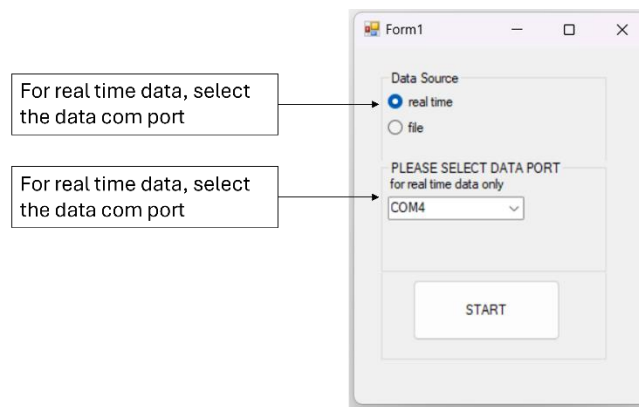 Form1
For real time data, select
the data com port
Data Source
real time
file
For real time data, select
the data com port
PLEASE SELECT DATA PORT
for real time data only
COM4
START